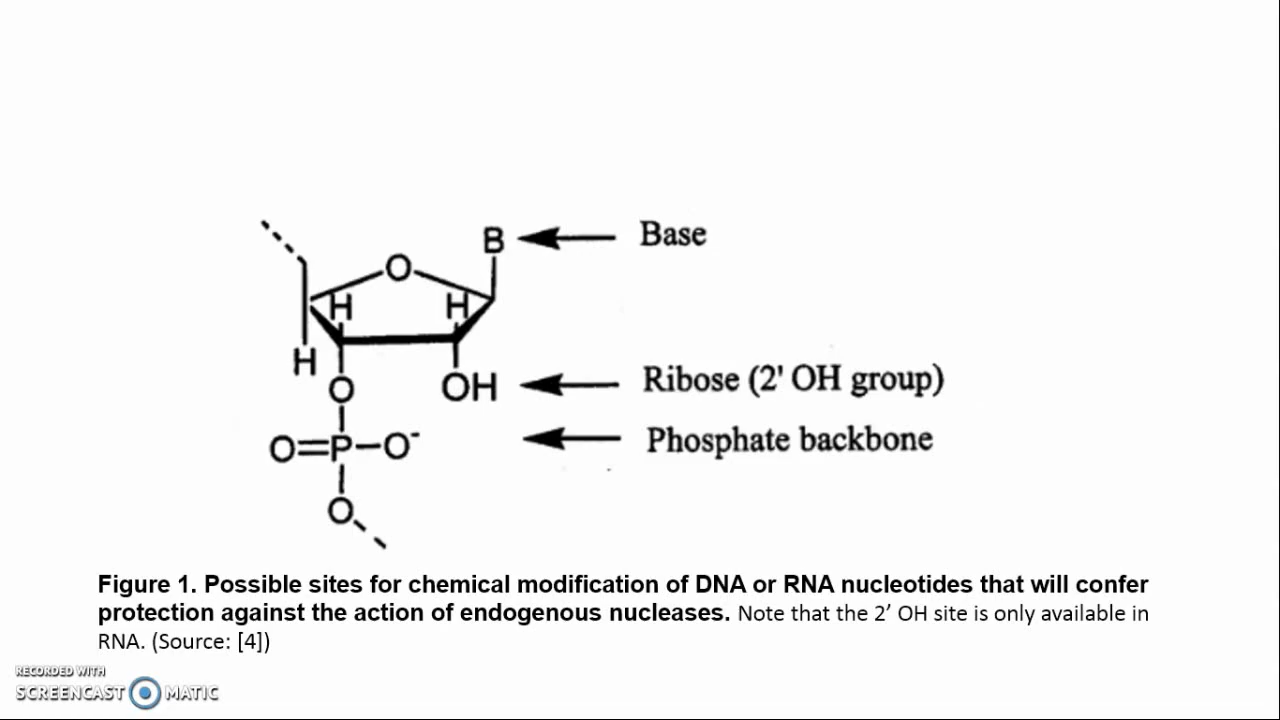 B
Base
O
H
H
H
O
OH
Ribose (2' OH group)
O=P-O-
Phosphate backbone
O
Figure 1. Possible sites for chemical modification of DNA or RNA nucleotides that will confer
protection against the action of endogenous nucleases. Note that the 2’ OH site is only available in
RNA. (Source: [4])
RECORDED WITH
SCREENCAST MATIC